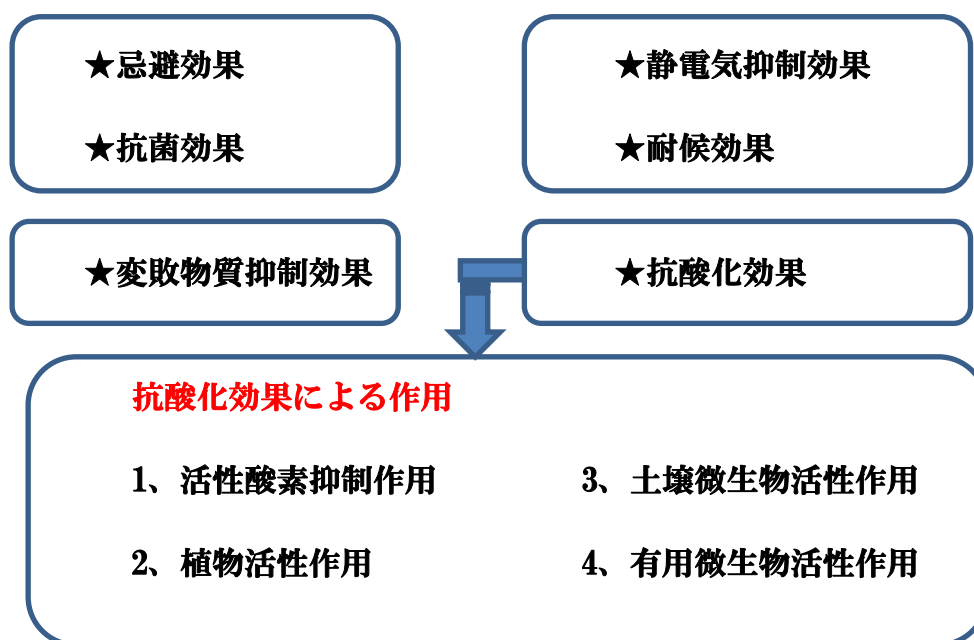 ★忌避効果
★抗菌効果
★静電気抑制効果
★耐候効果
★変敗物質抑制効果
★抗酸化効果
抗酸化効果による作用
1、活性酸素抑制作用
2、植物活性作用
3、土壌微生物活性作用
4、有用微生物活性作用